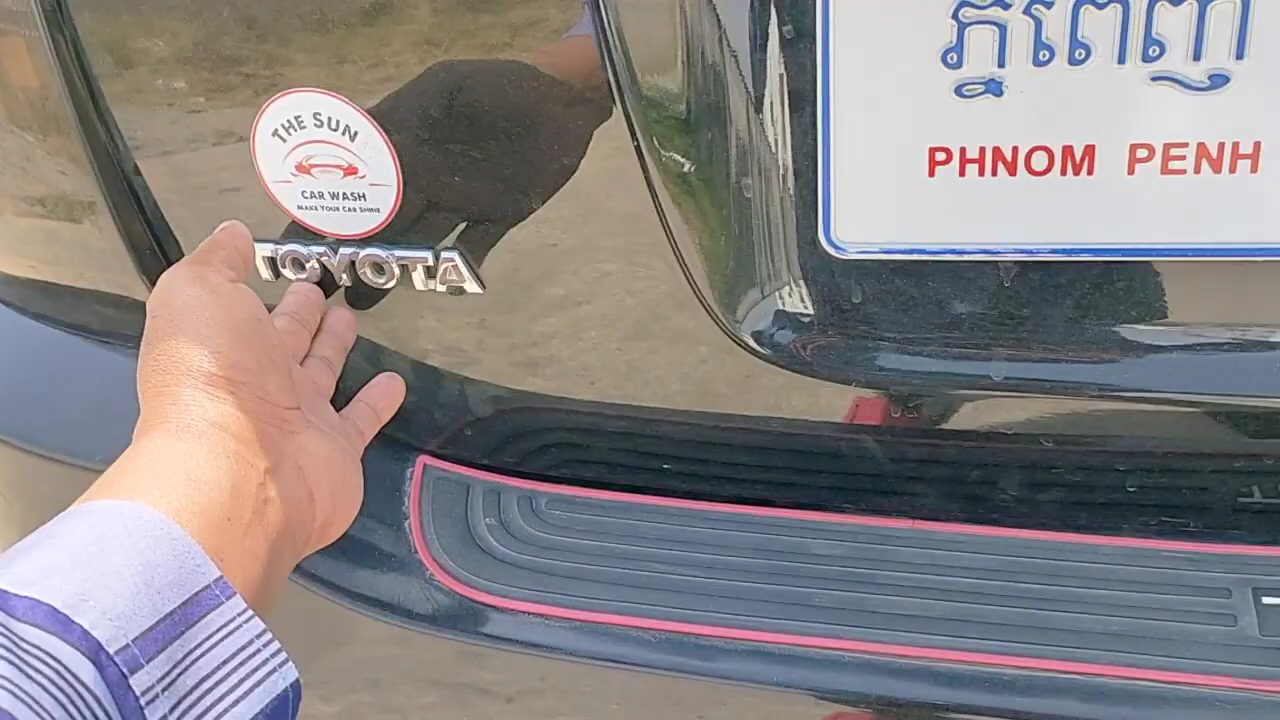 THE SUN
CAR WASH
MAKE YOUR CAR SHINE
TOYOTA
ភ្នំពេញ
PHNOM PENH